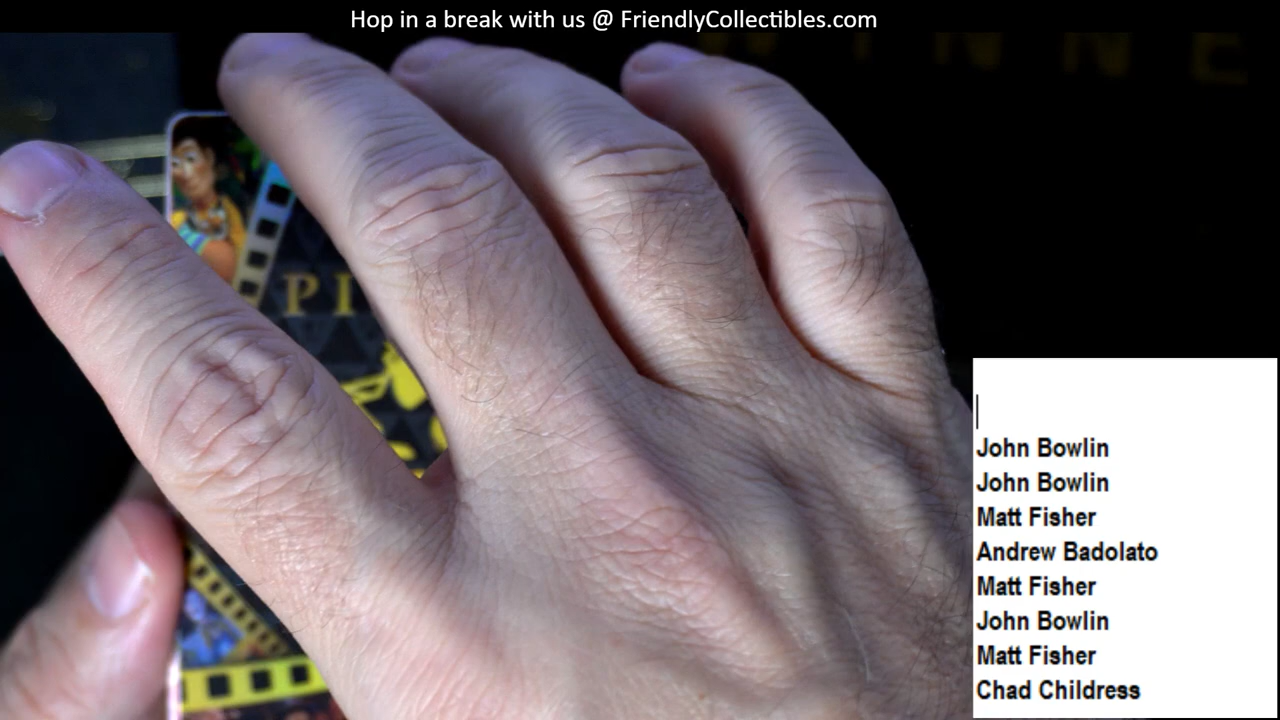 Hop in a break with us @ FriendlyCollectibles.com
W I N N E
PI
John Bowlin
John Bowlin
Matt Fisher
Andrew Badolato
Matt Fisher
John Bowlin
Matt Fisher
Chad Childress